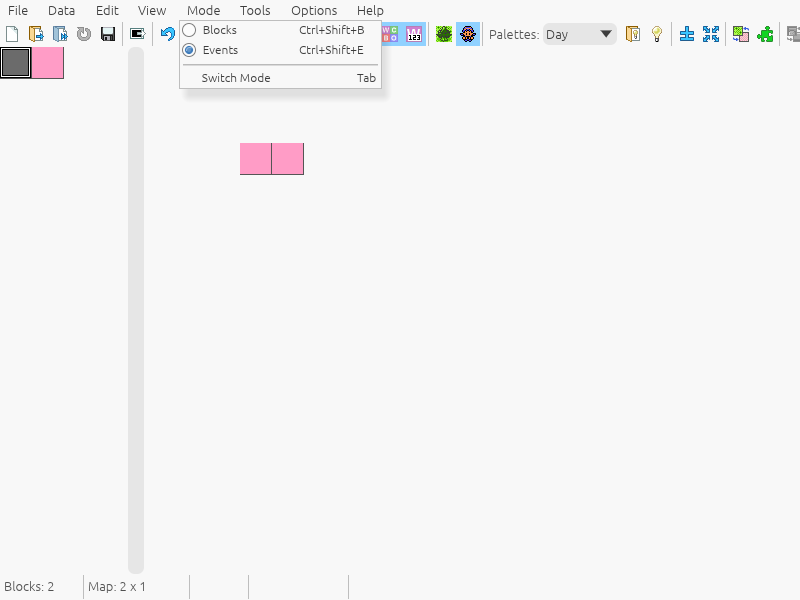 File Data Edit View Mode Tools Options Help
Blocks Ctrl+Shift+B
Events Ctrl+Shift+E
Switch Mode Tab
123
Palettes: Day
Blocks: 2 Map: 2 x 1